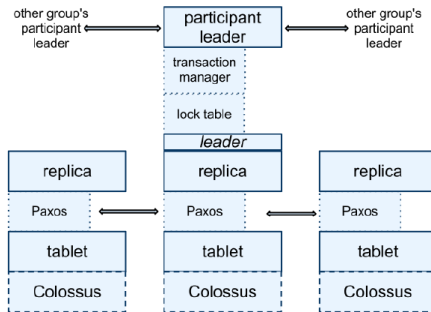 other group's
participant
leader
participant
leader
other group's
participant
leader
transaction
manager
lock table
leader
replica
replica
replica
Paxos
Paxos
Paxos
tablet
tablet
tablet
Colossus
Colossus
Colossus